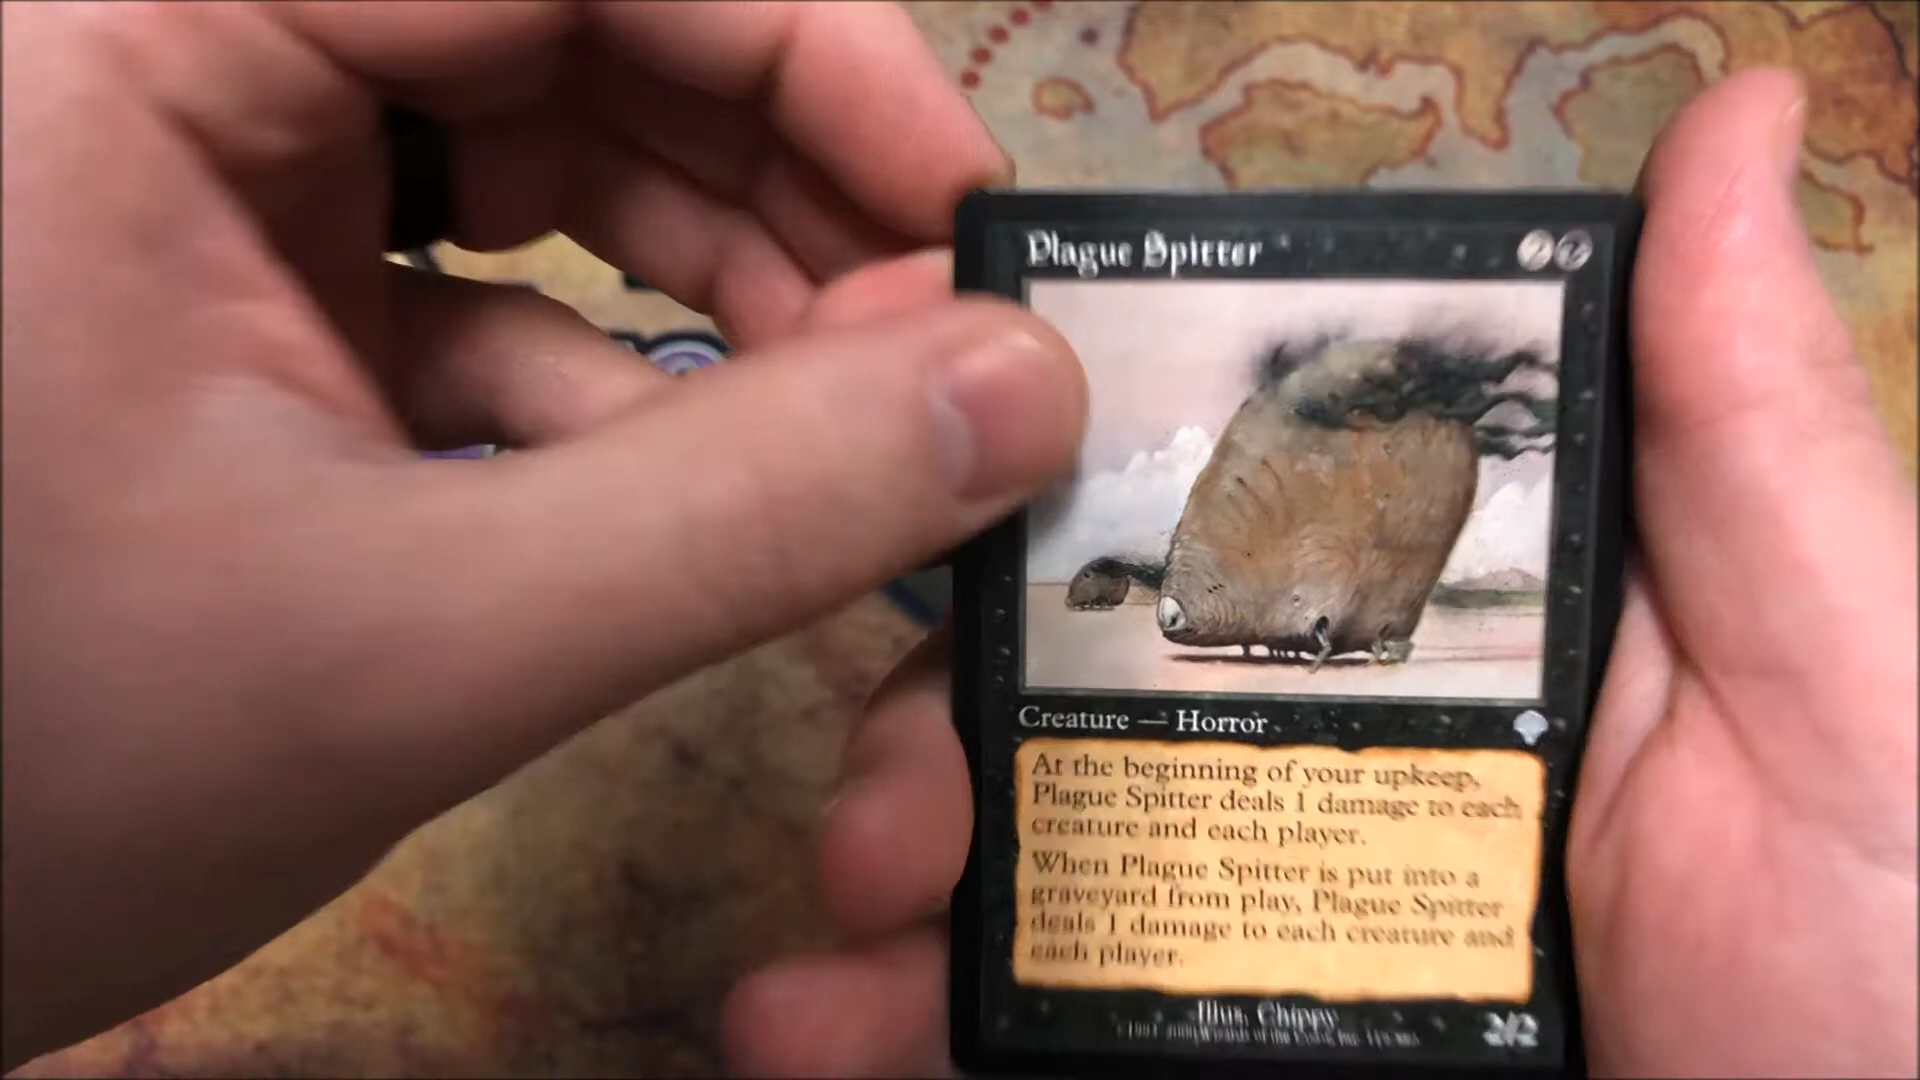 Plague Spitter
Creature — Horror
At the beginning of your upkeep,
Plague Spitter deals 1 damage to each
creature and each player.
When Plague Spitter is put into a
graveyard from play, Plague Spitter
deals 1 damage to each creature and
each player.
Illus. Chippy
2/2